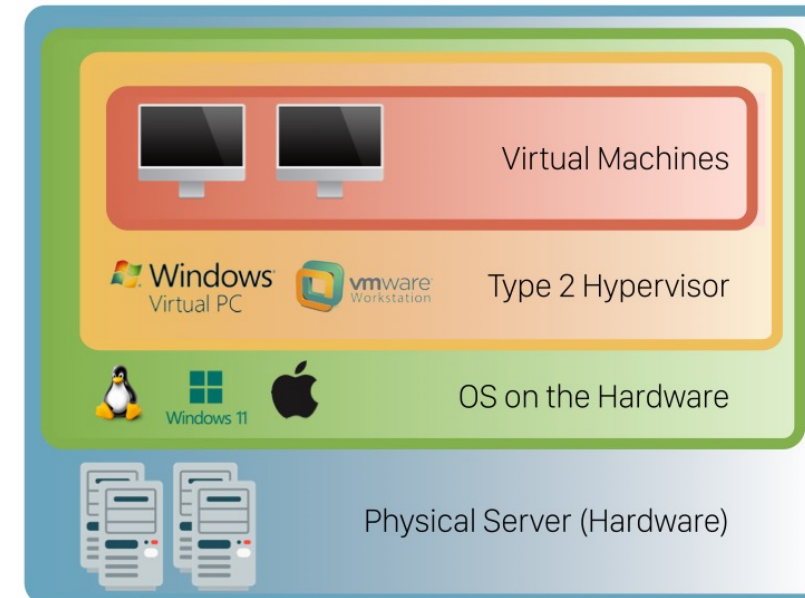 Virtual Machines
Windows
Virtual PC
vmware
Workstation
Type 2 Hypervisor
Windows 11
OS on the Hardware
Physical Server (Hardware)